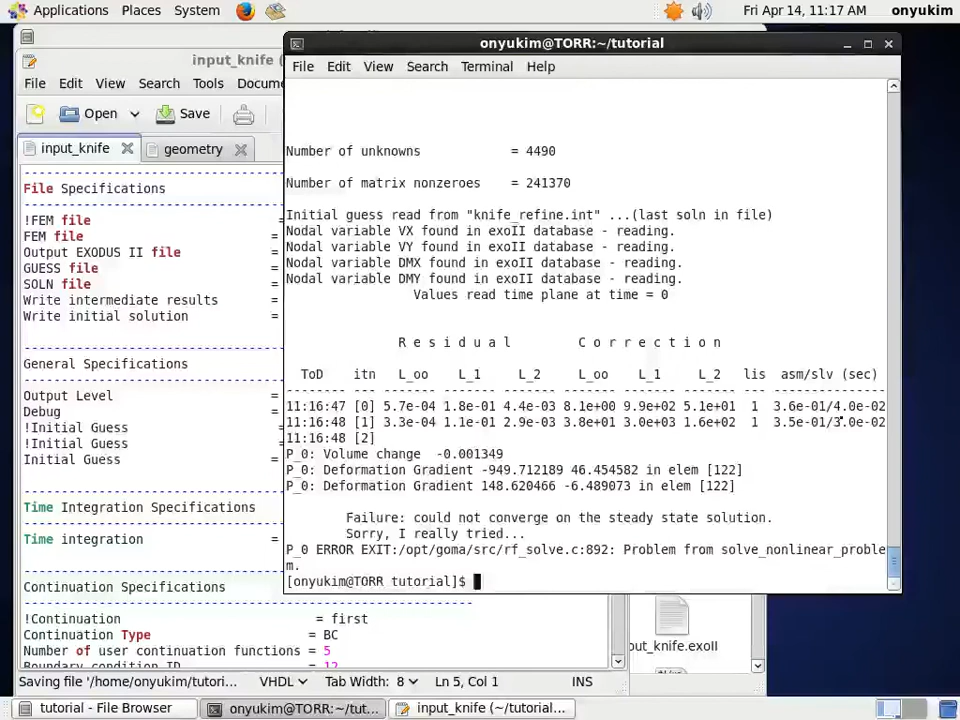 Applications Places System Fri Apr 14, 11:17 AM onyukim
onyukim@TORR:~/tutorial
input_knife (
File Edit View Search Terminal Help
File Edit View Search Tools Docume
Open Save
input_knife geometry
File Specifications
!FEM file =
FEM file =
Output EXODUS II file =
GUESS file =
SOLN file =
Write intermediate results =
Write initial solution =
General Specifications
Output Level =
Debug =
!Initial Guess =
!Initial Guess =
Initial Guess =
Time Integration Specifications
Time integration =
Continuation Specifications
!Continuation = first
Continuation Type = BC
Number of user continuation functions = 5
Boundary condition ID = 12
Number of unknowns = 4490
Number of matrix nonzeroes = 241370
Initial guess read from "knife_refine.int" ...(last soln in file)
Nodal variable VX found in exoII database - reading.
Nodal variable VY found in exoII database - reading.
Nodal variable DMX found in exoII database - reading.
Nodal variable DMY found in exoII database - reading.
Values read time plane at time = 0
R e s i d u a l C o r r e c t i o n
ToD itn L_oo L_1 L_2 L_oo L_1 L_2 lis asm/slv (sec)
11:16:47 [0] 5.7e-04 1.8e-01 4.4e-03 8.1e+00 9.9e+02 5.1e+01 1 3.6e-01/4.0e-02
11:16:48 [1] 3.3e-04 1.1e-01 2.9e-03 3.8e+01 3.0e+03 1.6e+02 1 3.5e-01/3.0e-02
11:16:48 [2]
P_0: Volume change -0.001349
P_0: Deformation Gradient -949.712189 46.454582 in elem [122]
P_0: Deformation Gradient 148.620466 -6.489073 in elem [122]
Failure: could not converge on the steady state solution.
Sorry, I really tried...
P_0 ERROR EXIT:/opt/goma/src/rf_solve.c:892: Problem from solve_nonlinear_proble
m.
[onyukim@TORR tutorial]$
put_knife.exoII
Saving file '/home/onyukim/tutori... VHDL Tab Width: 8 Ln 5, Col 1 INS
tutorial - File Browser onyukim@TORR:~/tut... input_knife (~/tutorial...